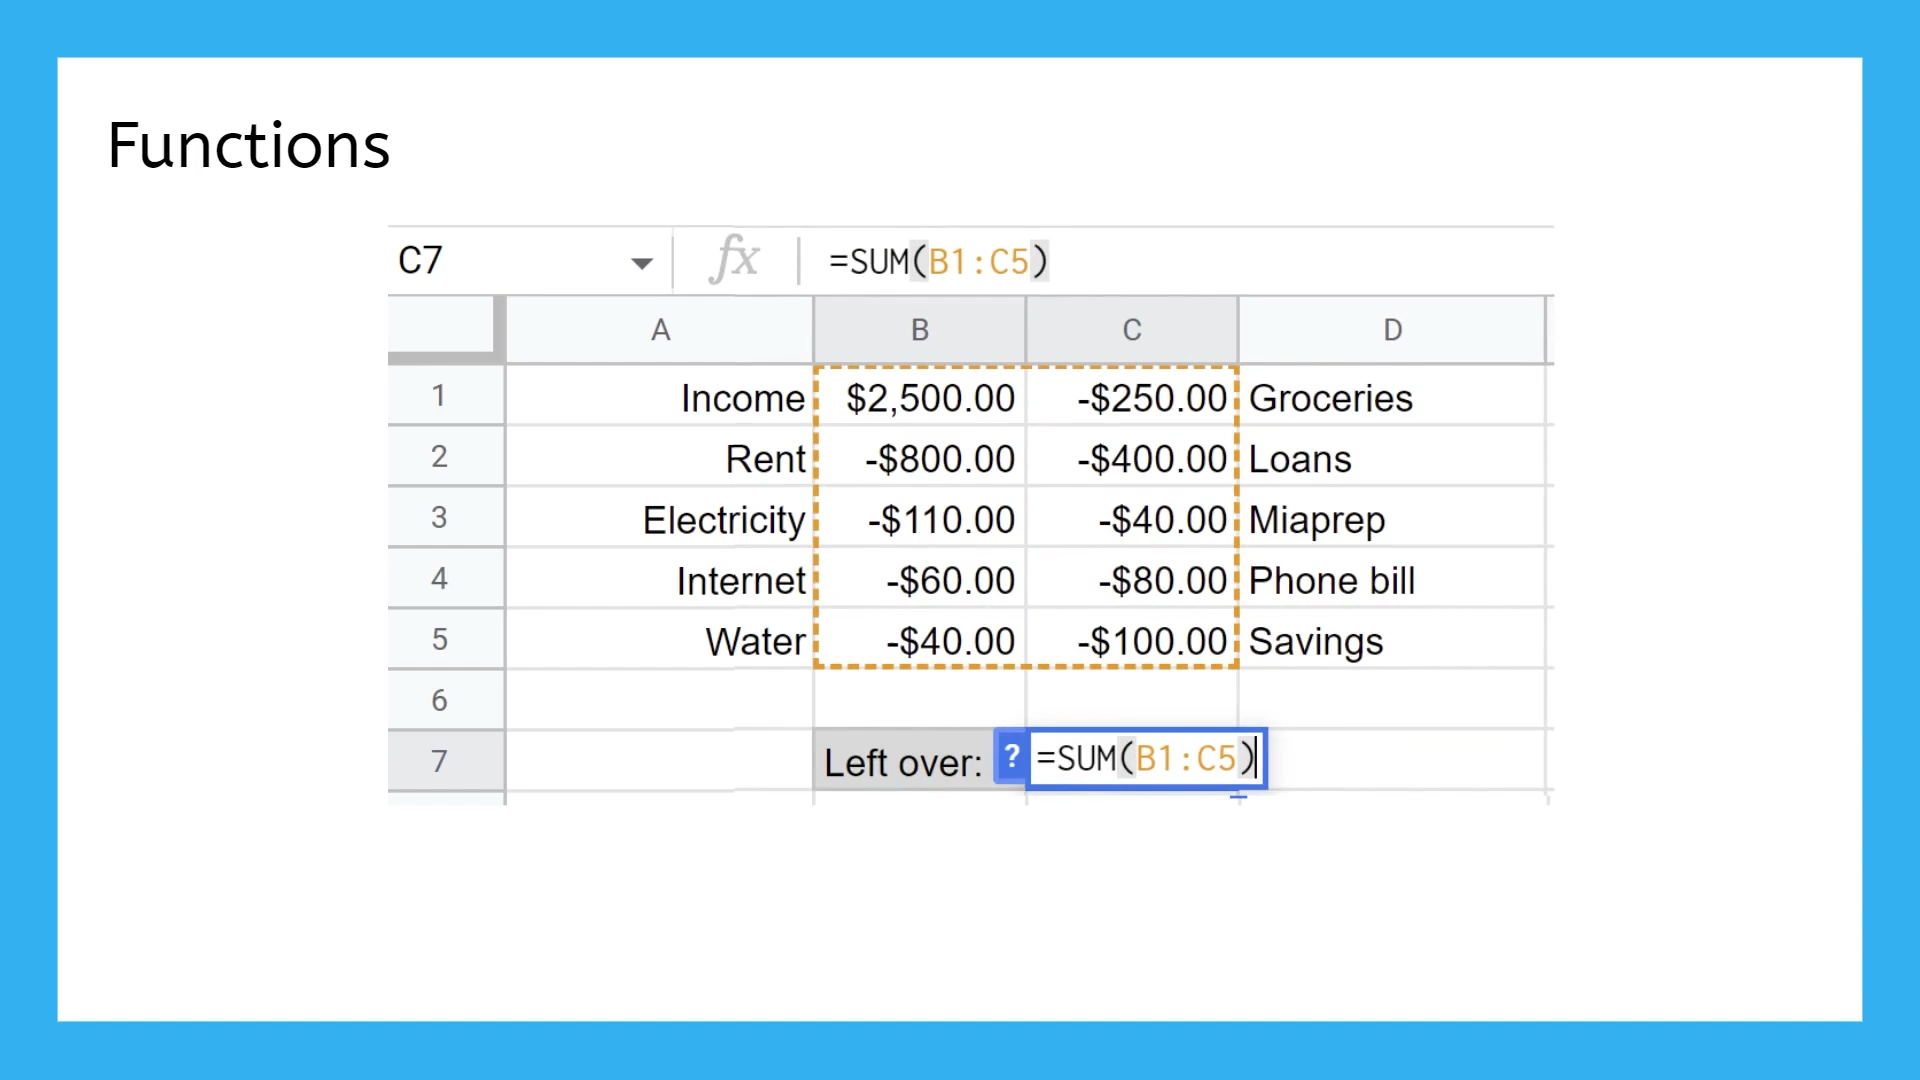 Functions
C7 fx =SUM(B1:C5)
A B C D
1 Income $2,500.00 -$250.00 Groceries
2 Rent -$800.00 -$400.00 Loans
3 Electricity -$110.00 -$40.00 Miaprep
4 Internet -$60.00 -$80.00 Phone bill
5 Water -$40.00 -$100.00 Savings
6
7 Left over: ? =SUM(B1:C5)